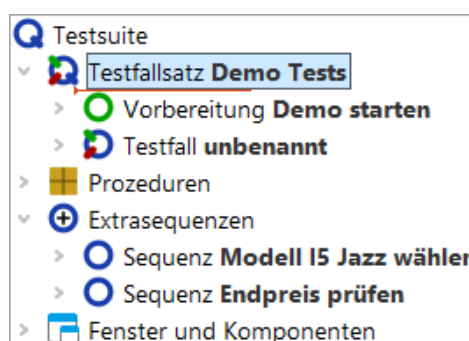 Testsuite
Testfallsatz Demo Tests
Vorbereitung Demo starten
Testfall unbenannt
Prozeduren
Extrasequenzen
Sequenz Modell I5 Jazz wählen
Sequenz Endpreis prüfen
Fenster und Komponenten